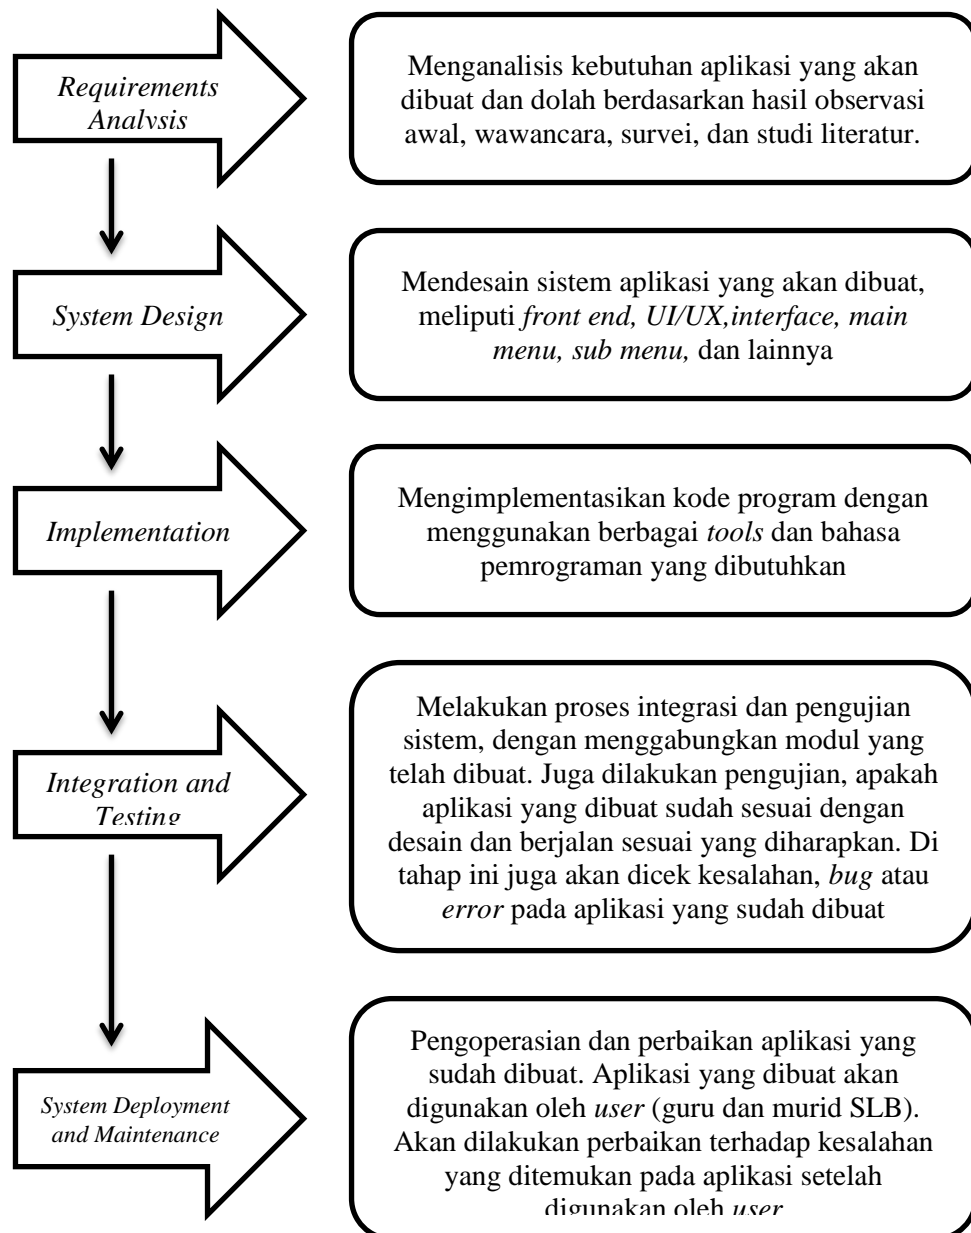 Requirements
Analysis
Menganalisis kebutuhan aplikasi yang akan
dibuat dan dolah berdasarkan hasil observasi
awal, wawancara, survei, dan studi literatur.
System Design
Mendesain sistem aplikasi yang akan dibuat,
meliputi front end, UI/UX,interface, main
menu, sub menu, dan lainnya
Implementation
Mengimplementasikan kode program dengan
menggunakan berbagai tools dan bahasa
pemrograman yang dibutuhkan
Integration and
Testing
Melakukan proses integrasi dan pengujian
sistem, dengan menggabungkan modul yang
telah dibuat. Juga dilakukan pengujian, apakah
aplikasi yang dibuat sudah sesuai dengan
desain dan berjalan sesuai yang diharapkan. Di
tahap ini juga akan dicek kesalahan, bug atau
error pada aplikasi yang sudah dibuat
System Deployment
and Maintenance
Pengoperasian dan perbaikan aplikasi yang
sudah dibuat. Aplikasi yang dibuat akan
digunakan oleh user (guru dan murid SLB).
Akan dilakukan perbaikan terhadap kesalahan
yang ditemukan pada aplikasi setelah
digunakan oleh user